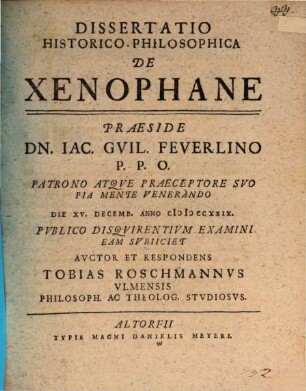 DISSERTATIO
HISTORICO-PHILOSOPHICA
DE
XENOPHANE
PRAESIDE
DN. IAC. GVIL. FEVERLINO
P. P. O.
PATRONO ATQVE PRAECEPTORE SVO
PIA MENTE VENERANDO
DIE XV. DECEMB. ANNO CIƆIƆCCXXIX.
PVBLICO DISQVIRENTIVM EXAMINI
EAM SVBIICIET
AVCTOR ET RESPONDENS
TOBIAS ROSCHMANNVS
VLMENSIS
PHILOSOPH. AC THEOLOG. STVDIOSVS.
ALTORFII
TYPIS MAGNI DANIELIS MEYERI.